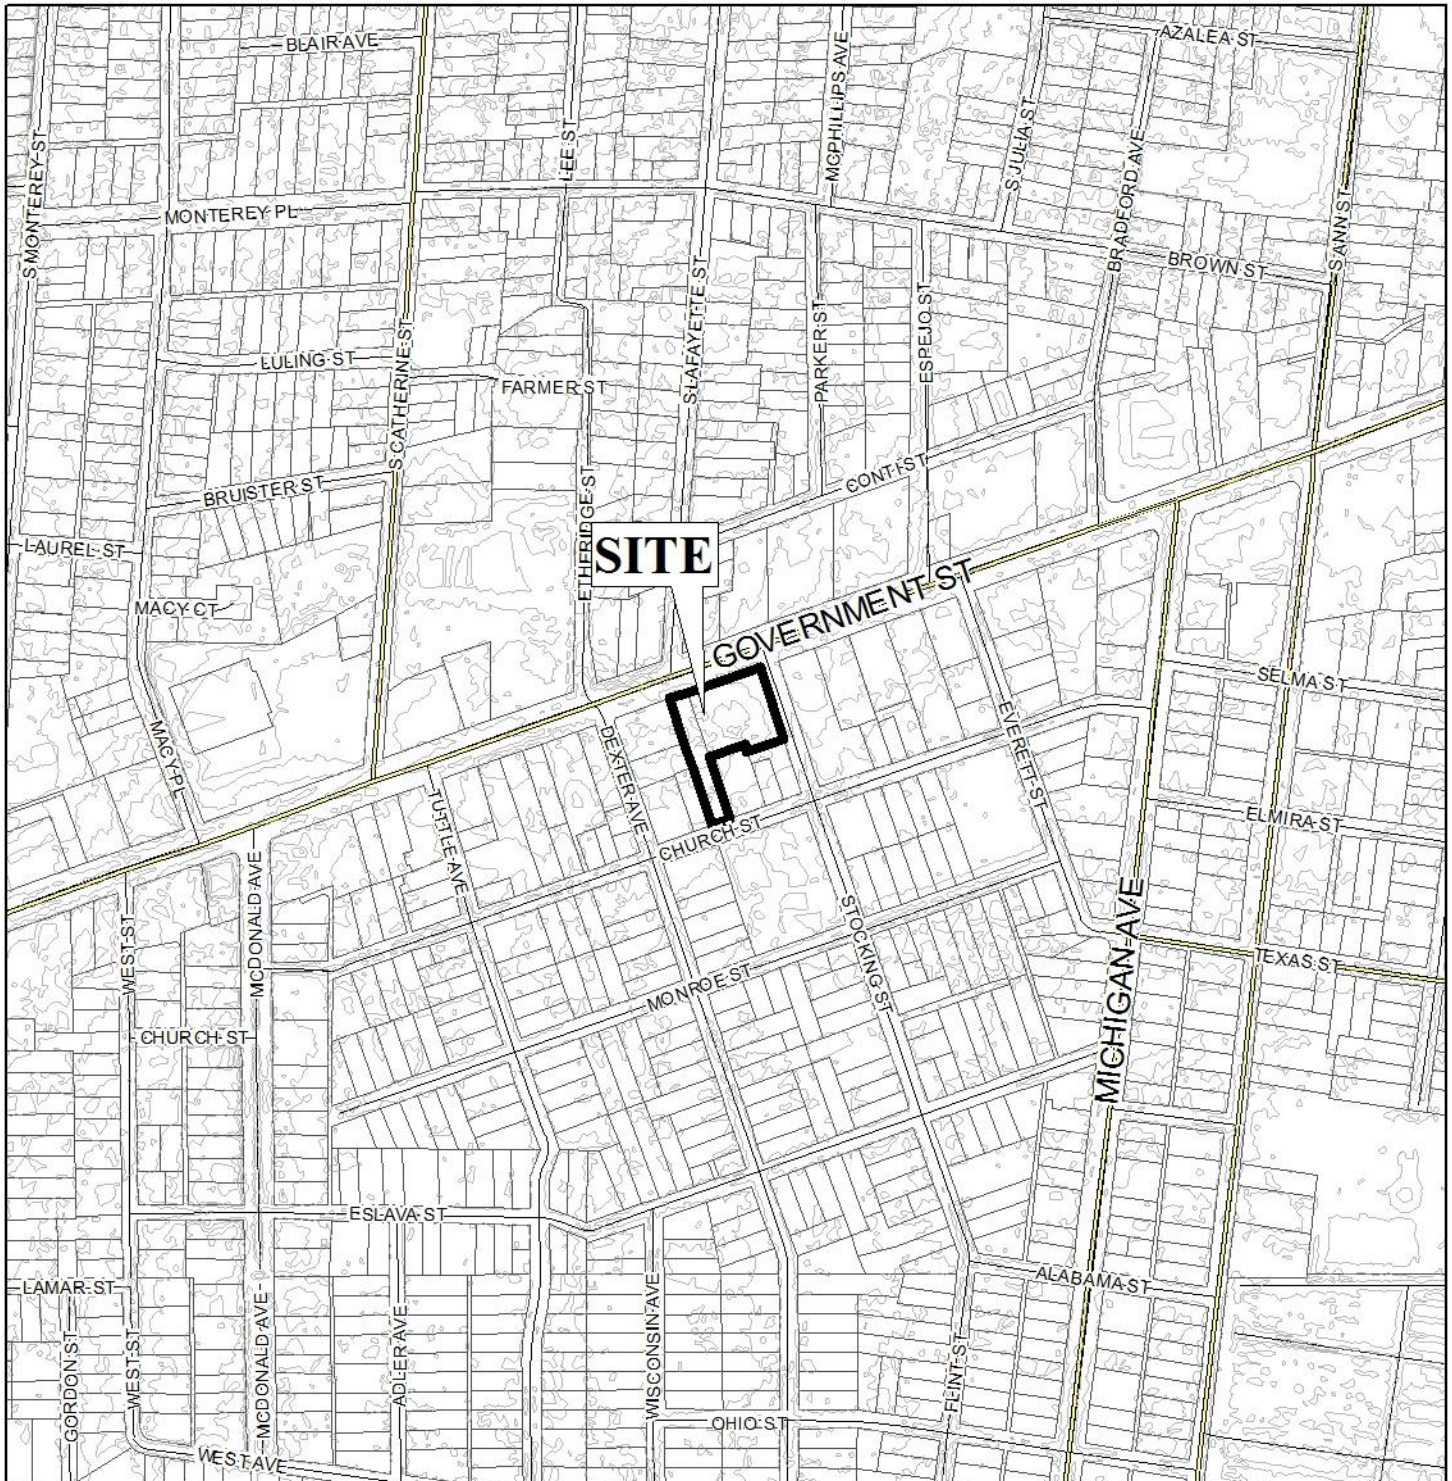 BLAIR AVE
AZALEA ST
MCPHILLIPS AVE
LEE ST
S JULIA ST
S MONTEREY ST
BRADFORD AVE
S ANN ST
MONTEREY PL
BROWN ST
S LAFAYETTE ST
PARKER ST
ESPEJO ST
S CATHERINE ST
LULING ST
FARMER ST
CONTI ST
BRUISTER ST
ETHERIDGE ST
LAUREL ST
SITE
MACY CT
GOVERNMENT ST
SELMA ST
MACY PL
DEXTER AVE
EVERETT ST
TUTTLE AVE
ELMIRA ST
CHURCH ST
MCDONALD AVE
WEST ST
STOCKING ST
MICHIGAN AVE
TEXAS ST
MONROE ST
CHURCH ST
ESLAVA ST
LAMAR ST
ALABAMA ST
GORDON ST
WEST ST
MCDONALD AVE
ADLER AVE
WISCONSIN AVE
FLINT ST
OHIO ST
WEST AVE